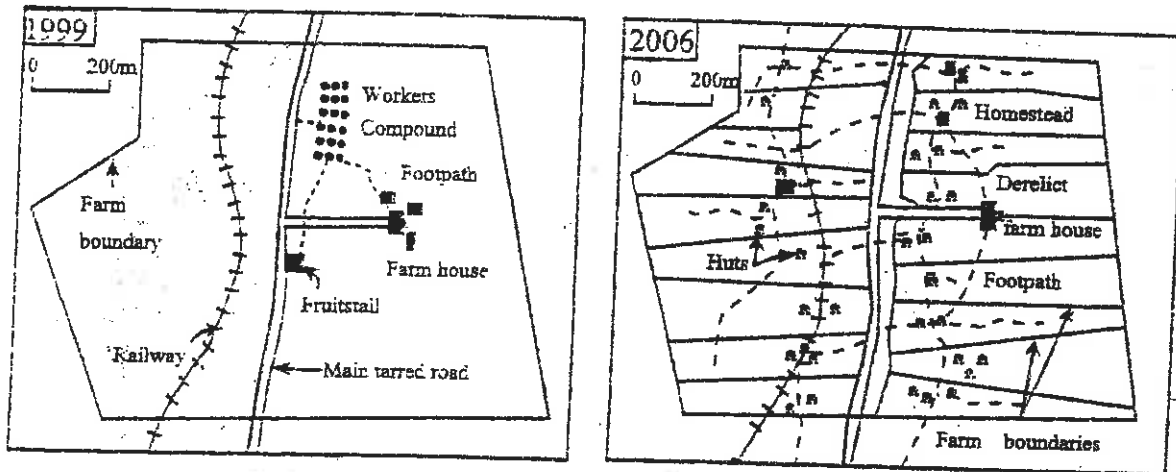 1999
0 200m
Workers
Compound
Footpath
Farm
boundary
Farm house
Fruitstail
Railway
Main tarred road
2006
0 200m
Homestead
Derelict
farm house
Huts
Footpath
Farm boundaries